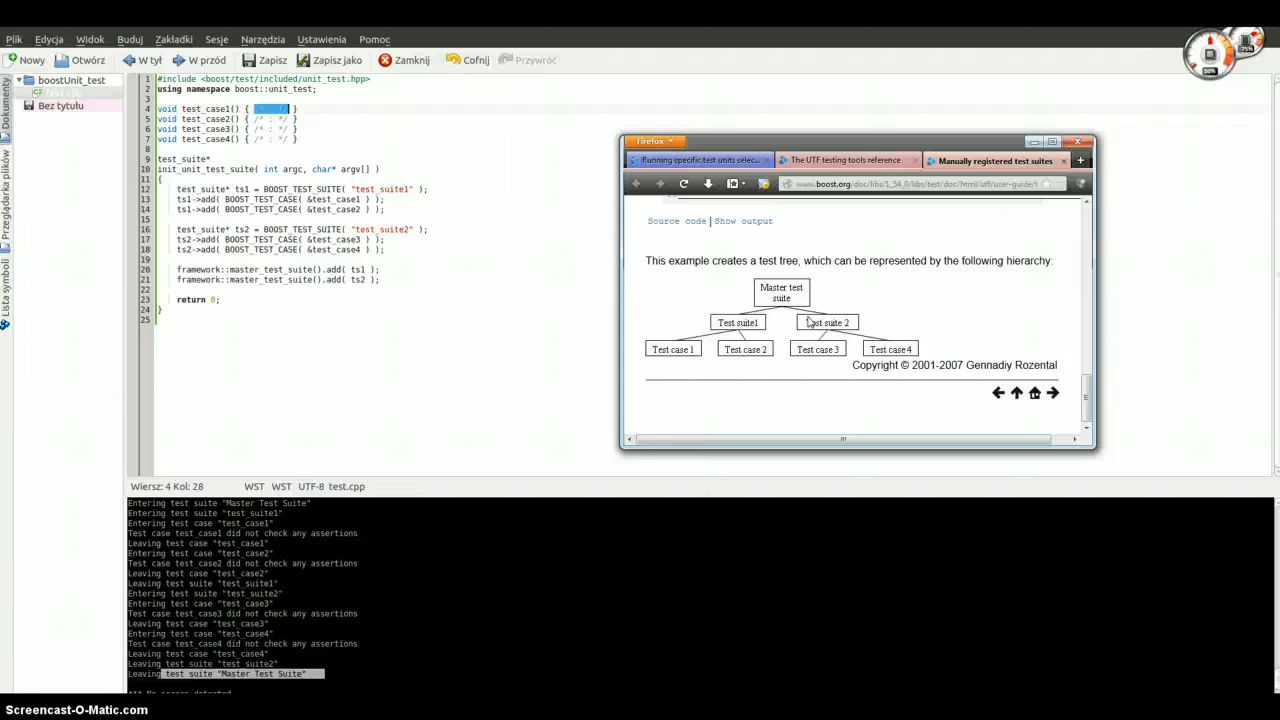 Plik Edycja Widok Buduj Zakładki Sesje Narzędzia Ustawienia Pomoc
50% 75%
Nowy Otwórz W tył W przód Zapisz Zapisz jako Zamknij Cofnij Przywróć
Dokumenty
Przeglądarka plików
Lista symboli
boostUnit_test
test.cpp
Bez tytułu
1 #include <boost/test/included/unit_test.hpp>
2 using namespace boost::unit_test;
3
4 void test_case1() { /* : */ }
5 void test_case2() { /* : */ }
6 void test_case3() { /* : */ }
7 void test_case4() { /* : */ }
8
9 test_suite*
10 init_unit_test_suite( int argc, char* argv[] )
11 {
12 test_suite* ts1 = BOOST_TEST_SUITE( "test_suite1" );
13 ts1->add( BOOST_TEST_CASE( &test_case1 ) );
14 ts1->add( BOOST_TEST_CASE( &test_case2 ) );
15
16 test_suite* ts2 = BOOST_TEST_SUITE( "test_suite2" );
17 ts2->add( BOOST_TEST_CASE( &test_case3 ) );
18 ts2->add( BOOST_TEST_CASE( &test_case4 ) );
19
20 framework::master_test_suite().add( ts1 );
21 framework::master_test_suite().add( ts2 );
22
23 return 0;
24 }
25
Firefox
Running specific test units selec... The UTF testing tools reference Manually registered test suites
www.boost.org/doc/libs/1_54_0/libs/test/doc/html/utf/user-guide/t
Source code | Show output
This example creates a test tree, which can be represented by the following hierarchy:
Master test
suite
Test suite1 Test suite 2
Test case 1 Test case 2 Test case 3 Test case 4
Copyright © 2001-2007 Gennadiy Rozental
Wiersz: 4 Kol: 28 WST WST UTF-8 test.cpp
Entering test suite "Master Test Suite"
Entering test suite "test_suite1"
Entering test case "test_case1"
Test case test_case1 did not check any assertions
Leaving test case "test_case1"
Entering test case "test_case2"
Test case test_case2 did not check any assertions
Leaving test case "test_case2"
Leaving test suite "test_suite1"
Entering test suite "test_suite2"
Entering test case "test_case3"
Test case test_case3 did not check any assertions
Leaving test case "test_case3"
Entering test case "test_case4"
Test case test_case4 did not check any assertions
Leaving test case "test_case4"
Leaving test suite "test_suite2"
Leaving test suite "Master Test Suite"
*** No errors detected
Screencast-O-Matic.com